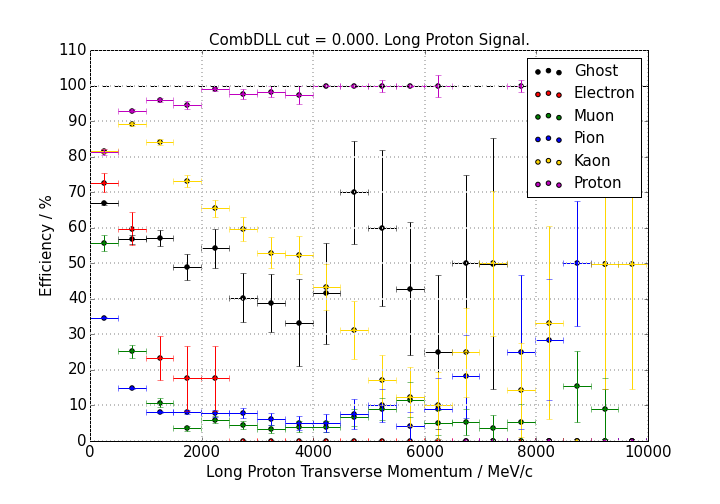 CombDLL cut = 0.000. Long Proton Signal.
Efficiency / %
110
100
90
80
70
60
50
40
30
20
10
0
Ghost
Electron
Muon
Pion
Kaon
Proton
0 2000 4000 6000 8000 10000
Long Proton Transverse Momentum / MeV/c